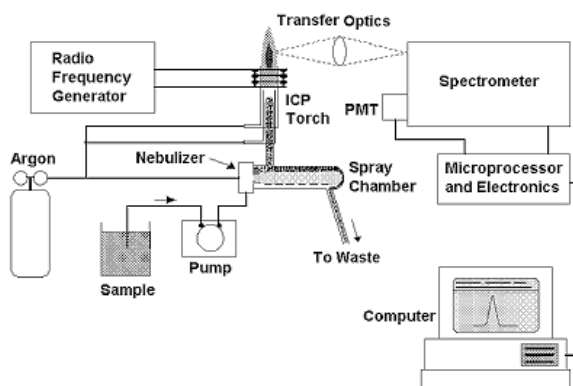 Transfer Optics
Radio
Frequency
Generator
Spectrometer
PMT
ICP
Torch
Argon
Nebulizer
Spray
Chamber
Microprocessor
and Electronics
To Waste
Pump
Sample
Computer